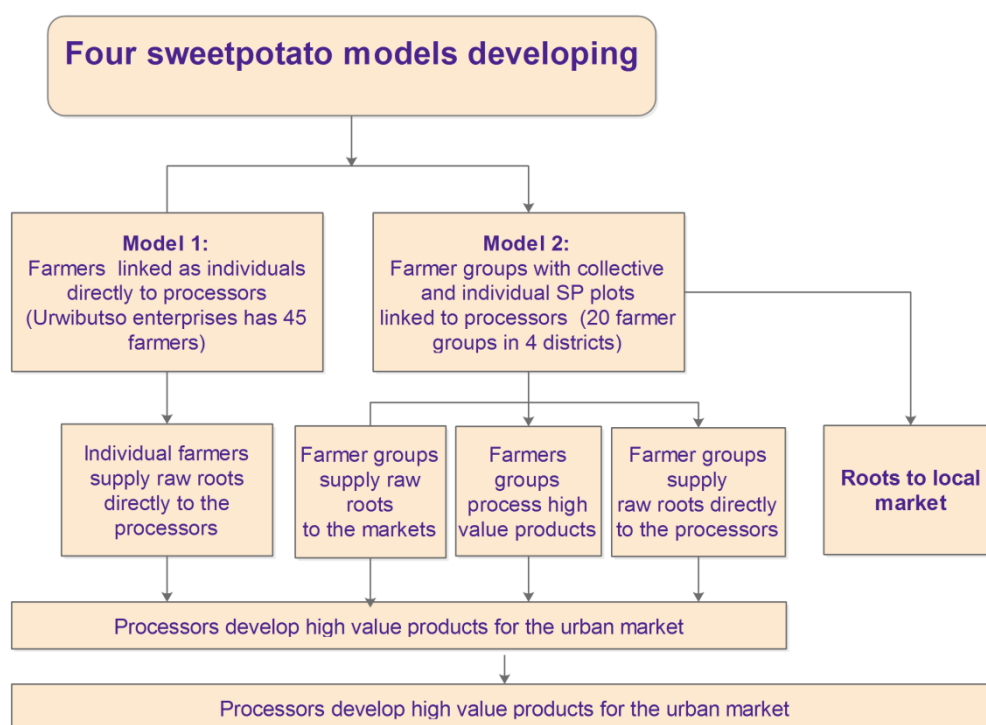 Four sweetpotato models developing
Model 1:
Farmers linked as individuals
directly to processors
(Urwibutso enterprises has 45
farmers)
Model 2:
Farmer groups with collective
and individual SP plots
linked to processors (20 farmer
groups in 4 districts)
Individual farmers
supply raw roots
directly to the
processors
Farmer groups
supply raw
roots
to the markets
Farmers
groups
process high
value products
Farmer groups
supply
raw roots directly
to the processors
Roots to local
market
Processors develop high value products for the urban market
Processors develop high value products for the urban market